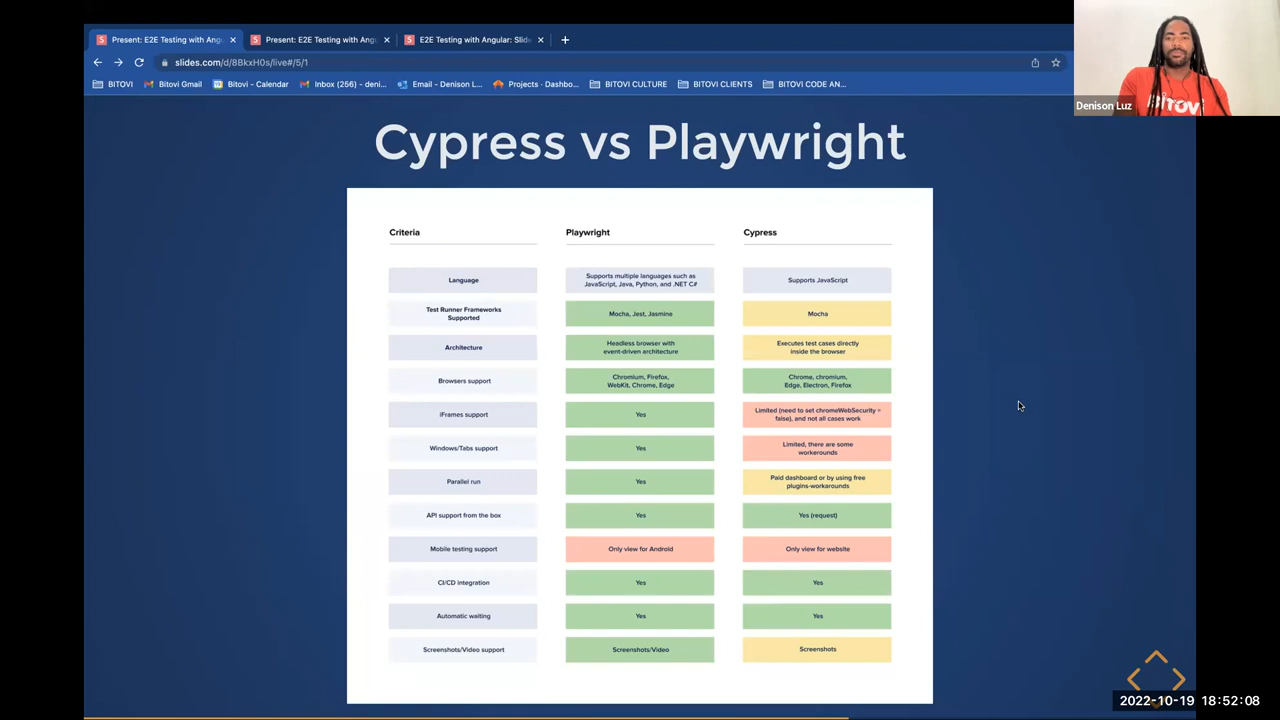 Present: E2E Testing with Angu
Present: E2E Testing with Angu
E2E Testing with Angular: Slide
slides.com/d/8BkxH0s/live#/5/1
BITOVI
Bitovi Gmail
Bitovi - Calendar
Inbox (256) - deni...
Email - Denison L...
Projects - Dashbo...
BITOVI CULTURE
BITOVI CLIENTS
BITOVI CODE AN...
BITOVI
Denison Luz
Cypress vs Playwright
Criteria
Playwright
Cypress
Language
Supports multiple languages such as
JavaScript, Java, Python, and .NET C#
Supports JavaScript
Test Runner Frameworks
Supported
Mocha, Jest, Jasmine
Mocha
Architecture
Headless browser with
event-driven architecture
Executes test cases directly
inside the browser
Browsers support
Chromium, Firefox,
WebKit, Chrome, Edge
Chrome, chromium,
Edge, Electron, Firefox
iFrames support
Yes
Limited (need to set chromeWebSecurity =
false), and not all cases work
Windows/Tabs support
Yes
Limited, there are some
workerounds
Parallel run
Yes
Paid dashboard or by using free
plugins-workarounds
API support from the box
Yes
Yes (request)
Mobile testing support
Only view for Android
Only view for website
CI/CD integration
Yes
Yes
Automatic waiting
Yes
Yes
Screenshots/Video support
Screenshots/Video
Screenshots
2022-10-19 18:52:08